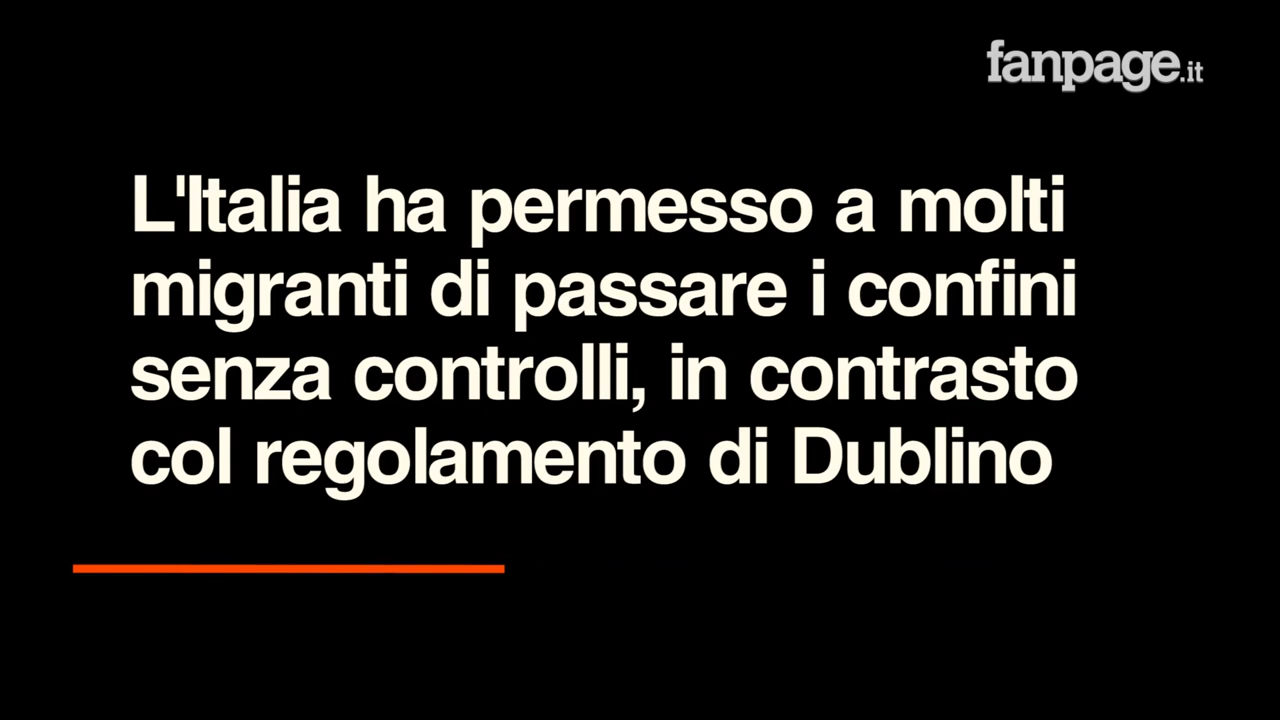 fanpage.it
L'Italia ha permesso a molti
migranti di passare i confini
senza controlli, in contrasto
col regolamento di Dublino